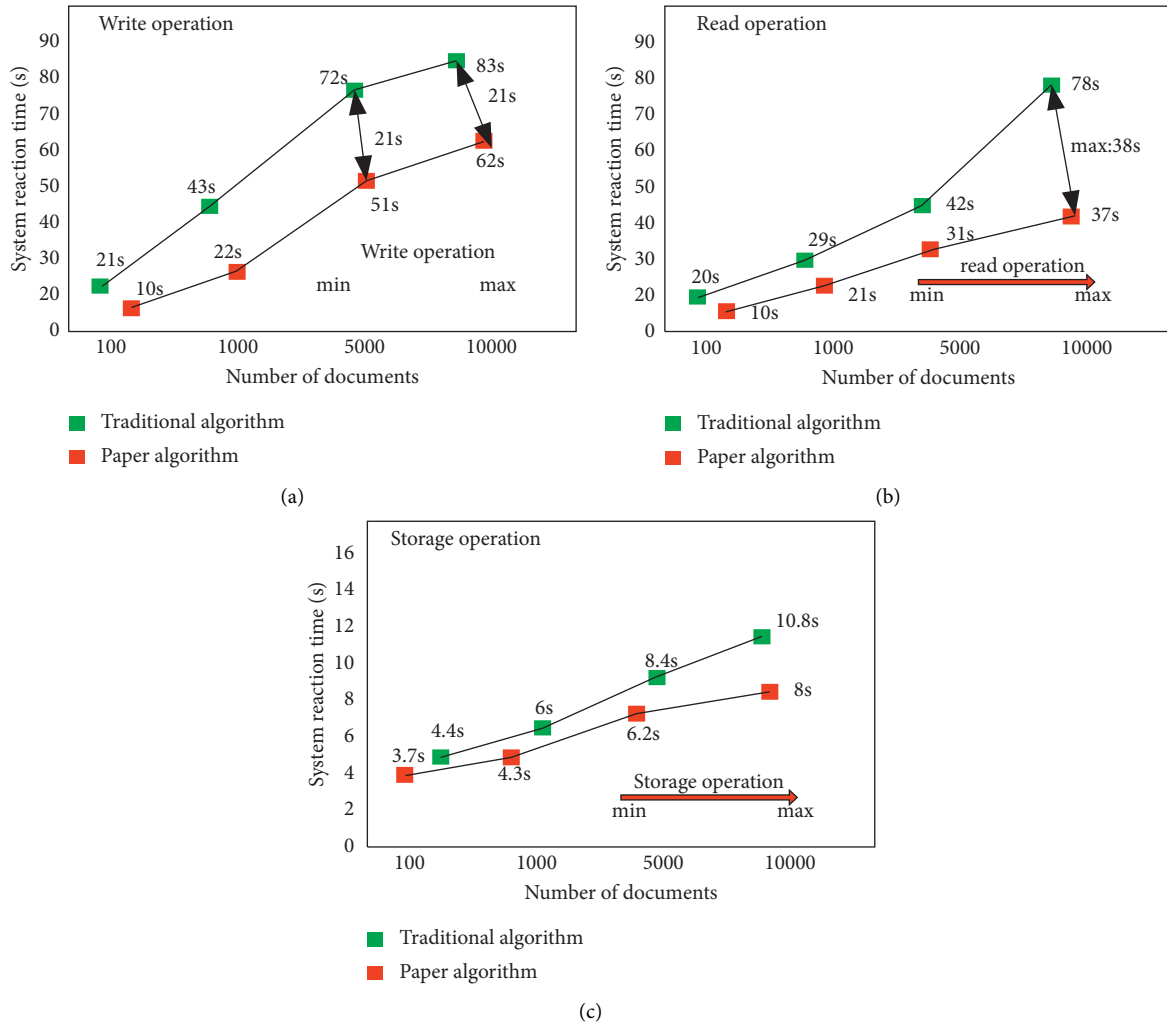 Write operation
90
80
70
60
50
40
30
20
10
0
System reaction time (s)
21s
43s
72s
83s
21s
21s
62s
51s
22s
10s
Write operation
min max
100 1000 5000 10000
Number of documents
Traditional algorithm
Paper algorithm
(a)
Read operation
90
80
70
60
50
40
30
20
10
0
System reaction time (s)
78s
max:38s
42s
37s
29s
31s
20s
21s
10s
read operation
min max
100 1000 5000 10000
Number of documents
Traditional algorithm
Paper algorithm
(b)
Storage operation
16
14
12
10
8
6
4
2
0
System reaction time (s)
10.8s
8.4s
8s
6s
6.2s
4.4s
3.7s
4.3s
Storage operation
min max
100 1000 5000 10000
Number of documents
Traditional algorithm
Paper algorithm
(c)